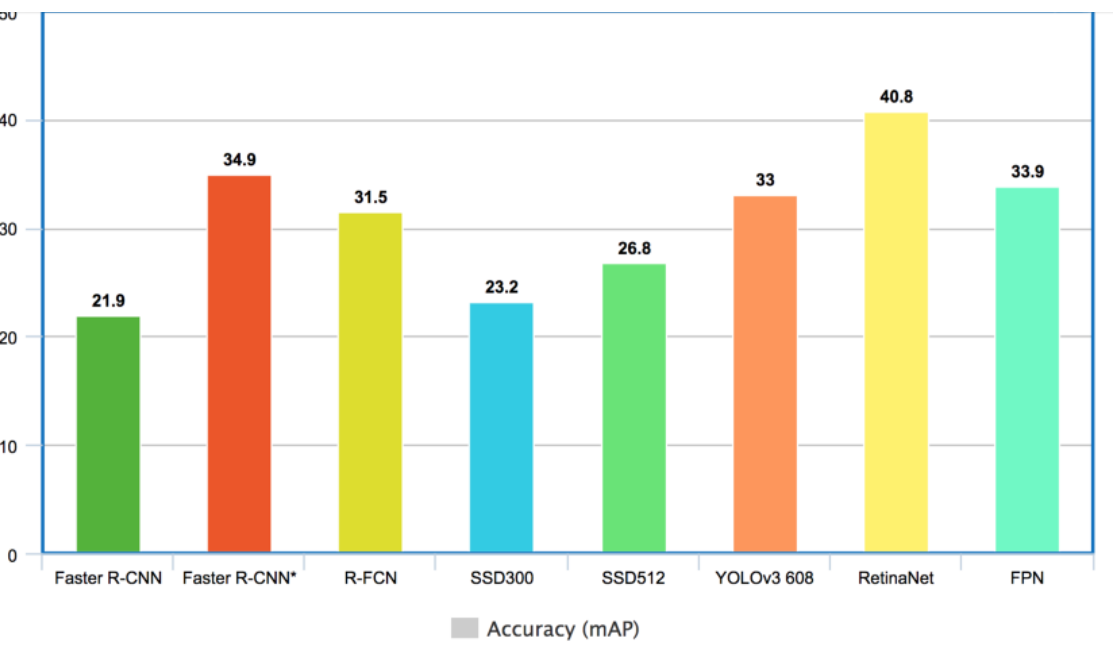 50
40
30
20
10
0
21.9
34.9
31.5
23.2
26.8
33
40.8
33.9
Faster R-CNN
Faster R-CNN*
R-FCN
SSD300
SSD512
YOLOv3 608
RetinaNet
FPN
Accuracy (mAP)